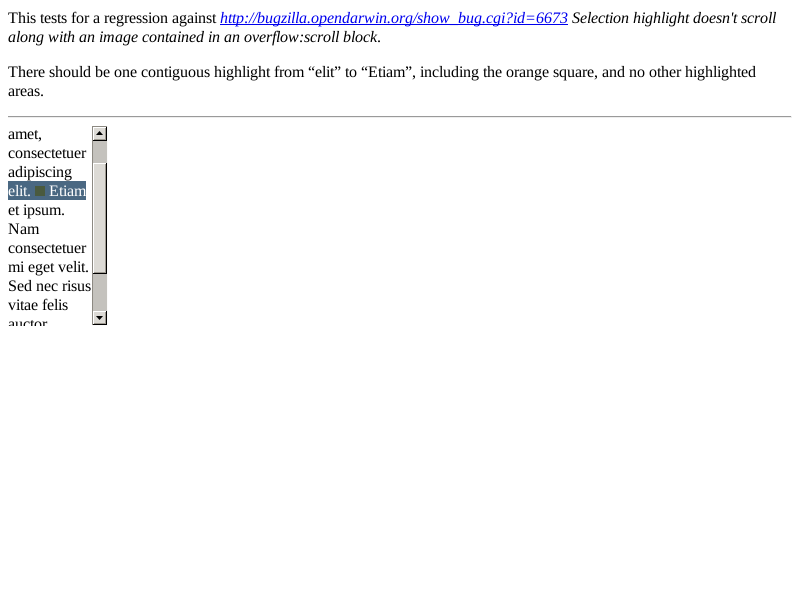 This tests for a regression against http://bugzilla.opendarwin.org/show_bug.cgi?id=6673 Selection highlight doesn't scroll
along with an image contained in an overflow:scroll block.
There should be one contiguous highlight from “elit” to “Etiam”, including the orange square, and no other highlighted
areas.
amet,
consectetuer
adipiscing
elit. Etiam
et ipsum.
Nam
consectetuer
mi eget velit.
Sed nec risus
vitae felis
auctor